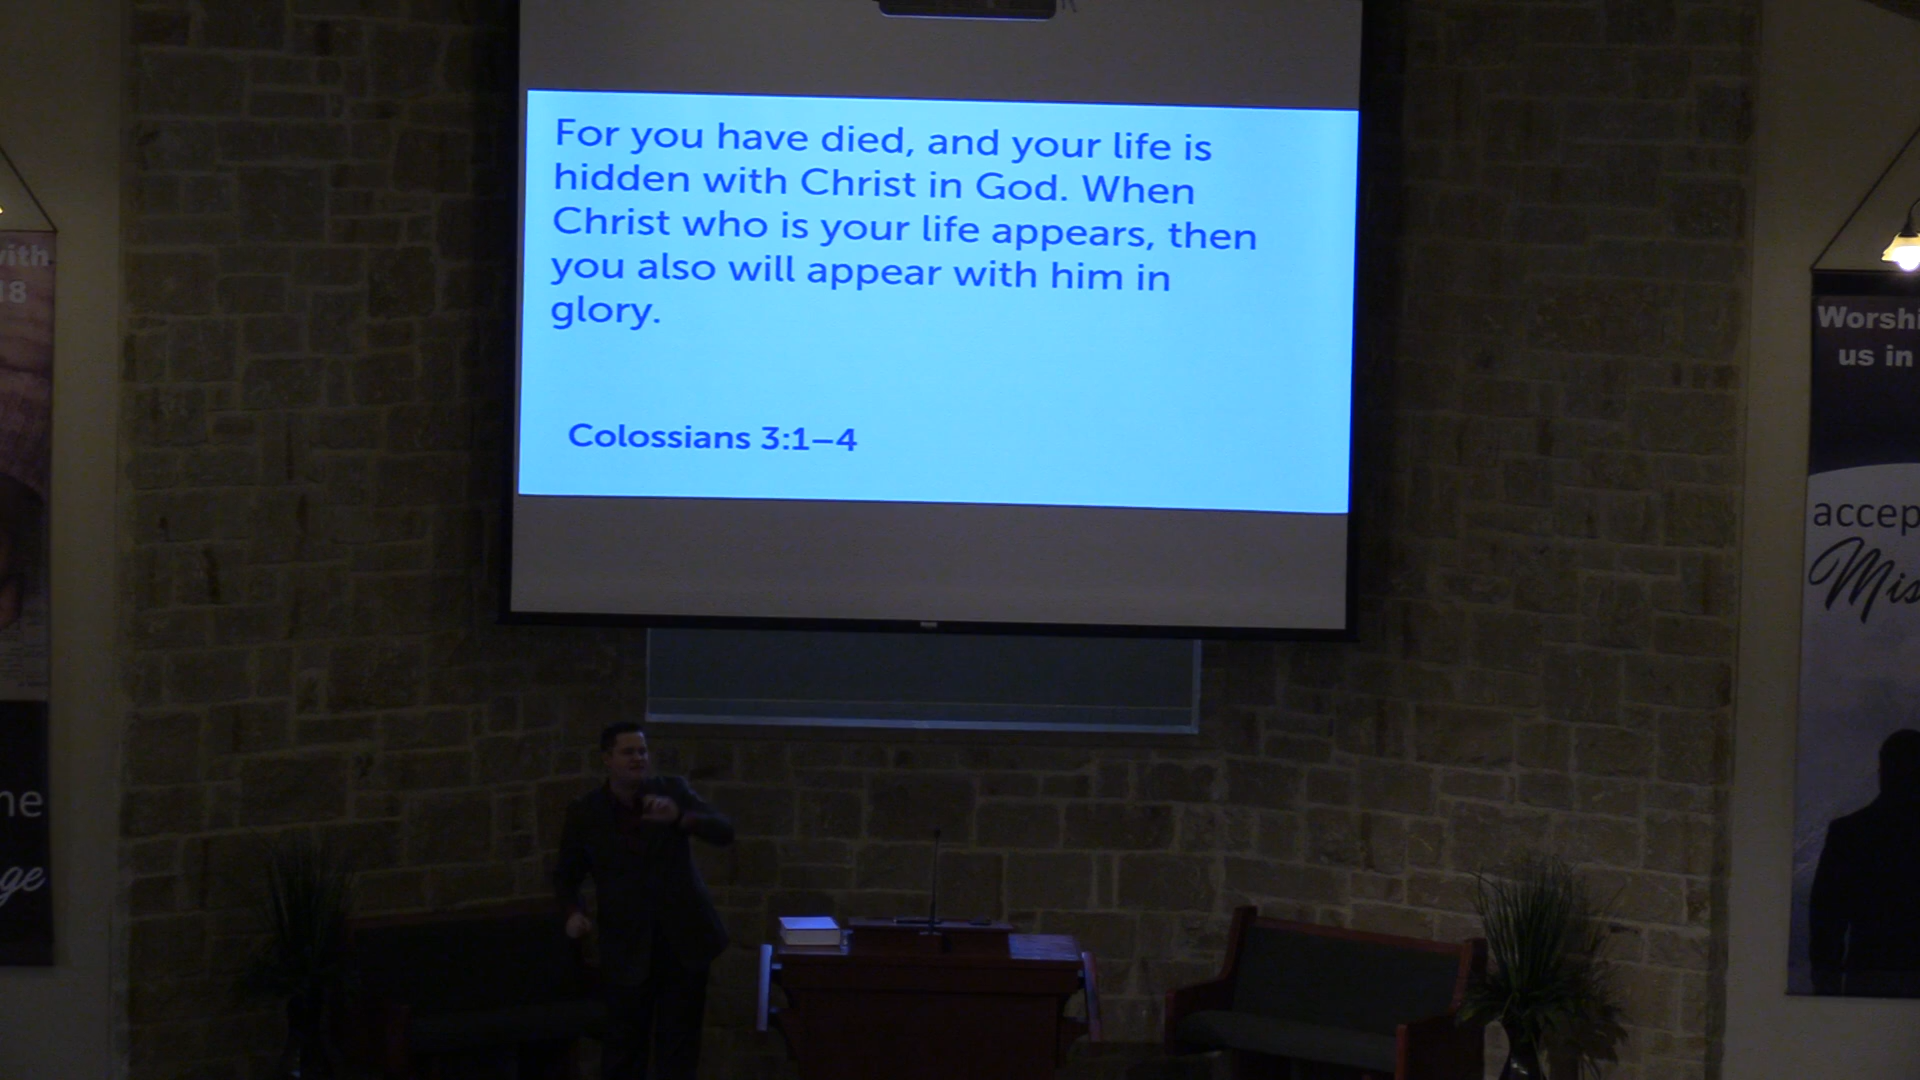 For you have died, and your life is
hidden with Christ in God. When
Christ who is your life appears, then
you also will appear with him in
glory.
Colossians 3:1–4
with
18
ne
ge
Worshi
us in
accep
Mis